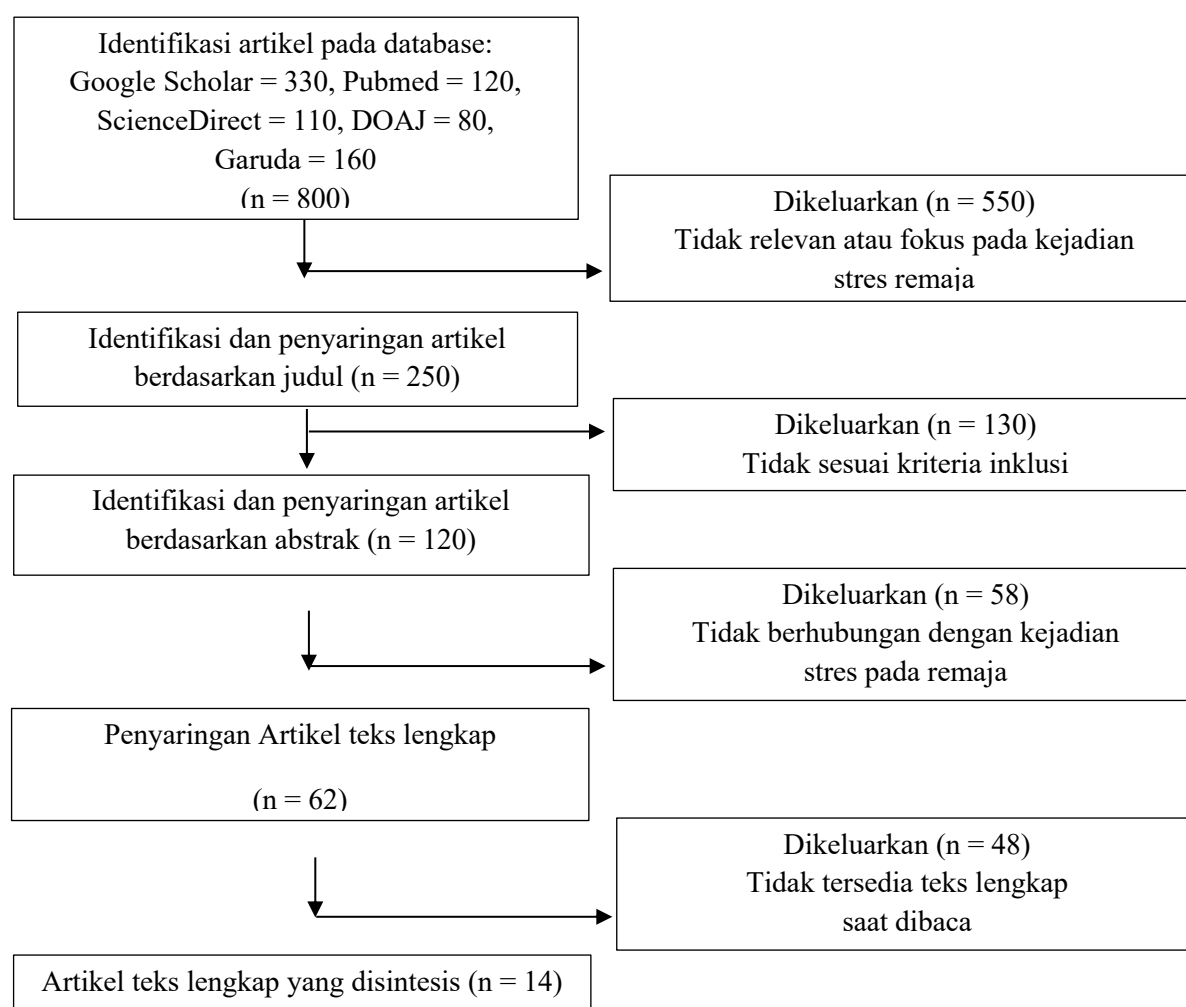 Identifikasi artikel pada database:
Google Scholar = 330, Pubmed = 120,
ScienceDirect = 110, DOAJ = 80,
Garuda = 160
(n = 800)
Dikeluarkan (n = 550)
Tidak relevan atau fokus pada kejadian
stres remaja
Identifikasi dan penyaringan artikel
berdasarkan judul (n = 250)
Dikeluarkan (n = 130)
Tidak sesuai kriteria inklusi
Identifikasi dan penyaringan artikel
berdasarkan abstrak (n = 120)
Dikeluarkan (n = 58)
Tidak berhubungan dengan kejadian
stres pada remaja
Penyaringan Artikel teks lengkap
(n = 62)
Dikeluarkan (n = 48)
Tidak tersedia teks lengkap
saat dibaca
Artikel teks lengkap yang disintesis (n = 14)